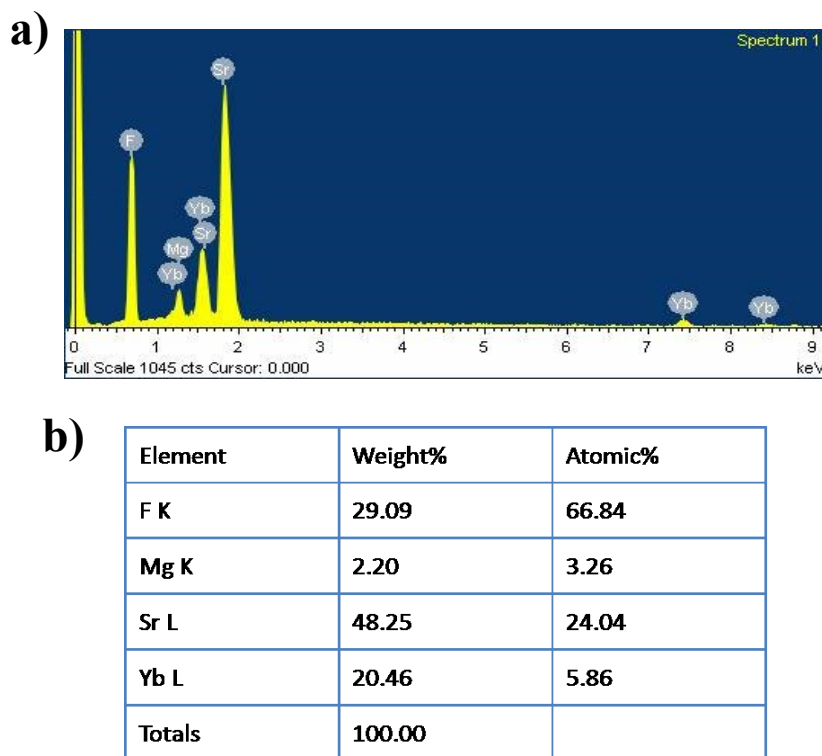 a)
Spectrum 1
Sr
F
Yb
Sr
Mg
Yb
Yb
Yb
0 1 2 3 4 5 6 7 8 9
Full Scale 1045 cts Cursor: 0.000 keV
b)
Element Weight% Atomic%
F K 29.09 66.84
Mg K 2.20 3.26
Sr L 48.25 24.04
Yb L 20.46 5.86
Totals 100.00